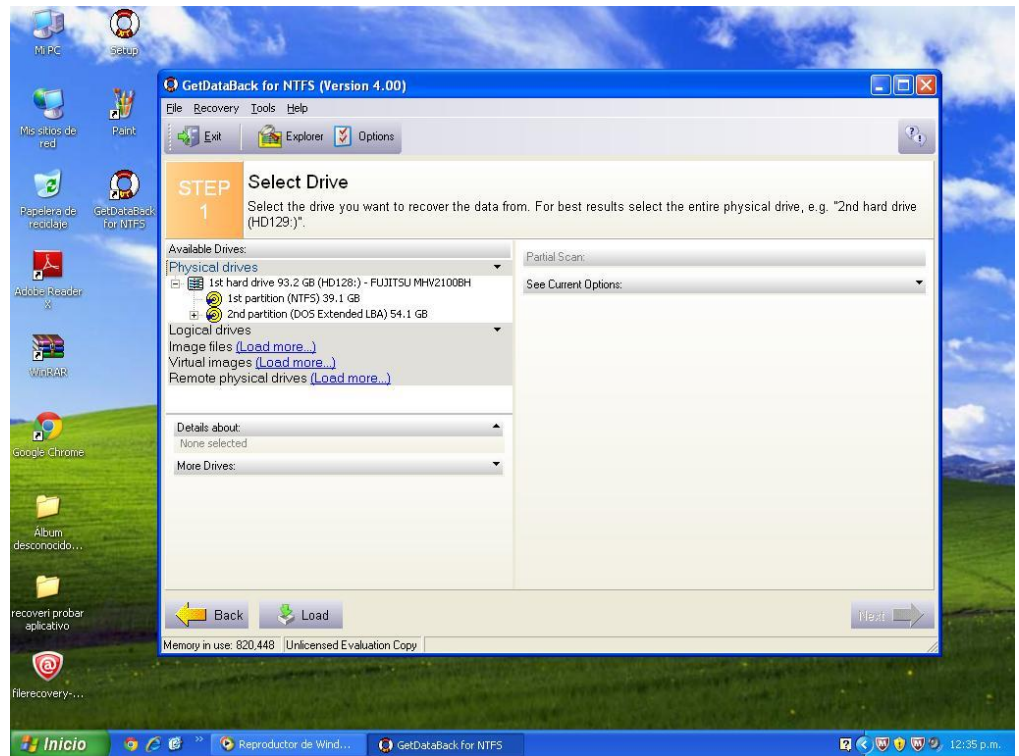 Mi PC
Setup
Mis sitios de
red
Paint
Papelera de
reciclaje
GetDataBack
for NTFS
Adobe Reader
X
WinRAR
Google Chrome
Álbum
desconocido...
recoveri probar
aplicativo
filerecovery-...
GetDataBack for NTFS (Version 4.00)
File Recovery Tools Help
Exit Explorer Options
STEP
1
Select Drive
Select the drive you want to recover the data from. For best results select the entire physical drive, e.g. "2nd hard drive
(HD129:)".
Available Drives:
Physical drives
1st hard drive 93.2 GB (HD128:) - FUJITSU MHV2100BH
1st partition (NTFS) 39.1 GB
2nd partition (DOS Extended LBA) 54.1 GB
Logical drives
Image files (Load more...)
Virtual images (Load more...)
Remote physical drives (Load more...)
Details about:
None selected
More Drives:
Partial Scan:
See Current Options:
Back Load Next
Memory in use: 820,448 Unlicensed Evaluation Copy
Inicio Reproductor de Wind... GetDataBack for NTFS 12:35 p.m.